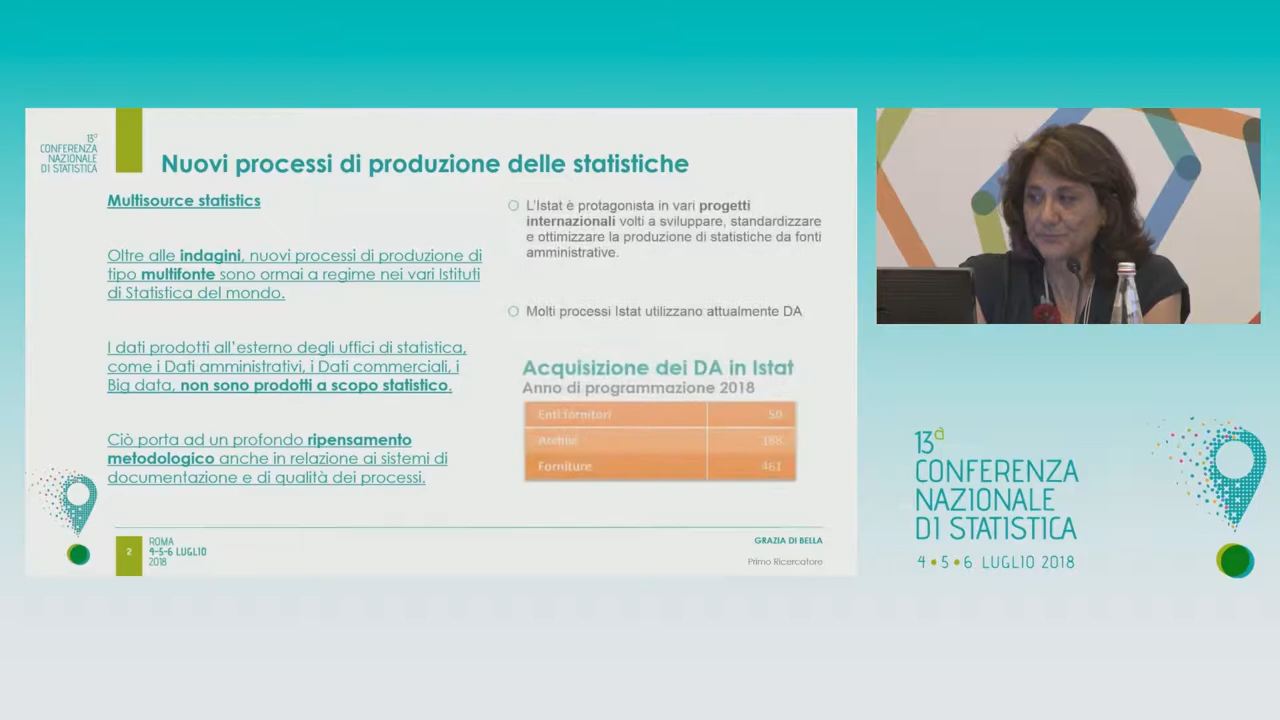 13ª
CONFERENZA
NAZIONALE
DI STATISTICA
Nuovi processi di produzione delle statistiche
Multisource statistics
Oltre alle indagini, nuovi processi di produzione di
tipo multifonte sono ormai a regime nei vari Istituti
di Statistica del mondo.
I dati prodotti all'esterno degli uffici di statistica,
come i Dati amministrativi, i Dati commerciali, i
Big data, non sono prodotti a scopo statistico.
Ciò porta ad un profondo ripensamento
metodologico anche in relazione ai sistemi di
documentazione e di qualità dei processi.
L'Istat è protagonista in vari progetti
internazionali volti a sviluppare, standardizzare
e ottimizzare la produzione di statistiche da fonti
amministrative.
Molti processi Istat utilizzano attualmente DA
Acquisizione dei DA in Istat
Anno di programmazione 2018
Enti fornitori 50
Archivi 188
Forniture 461
2
ROMA
4-5-6 LUGLIO
2018
GRAZIA DI BELLA
Primo Ricercatore
13ª
CONFERENZA
NAZIONALE
DI STATISTICA
4•5•6 LUGLIO 2018